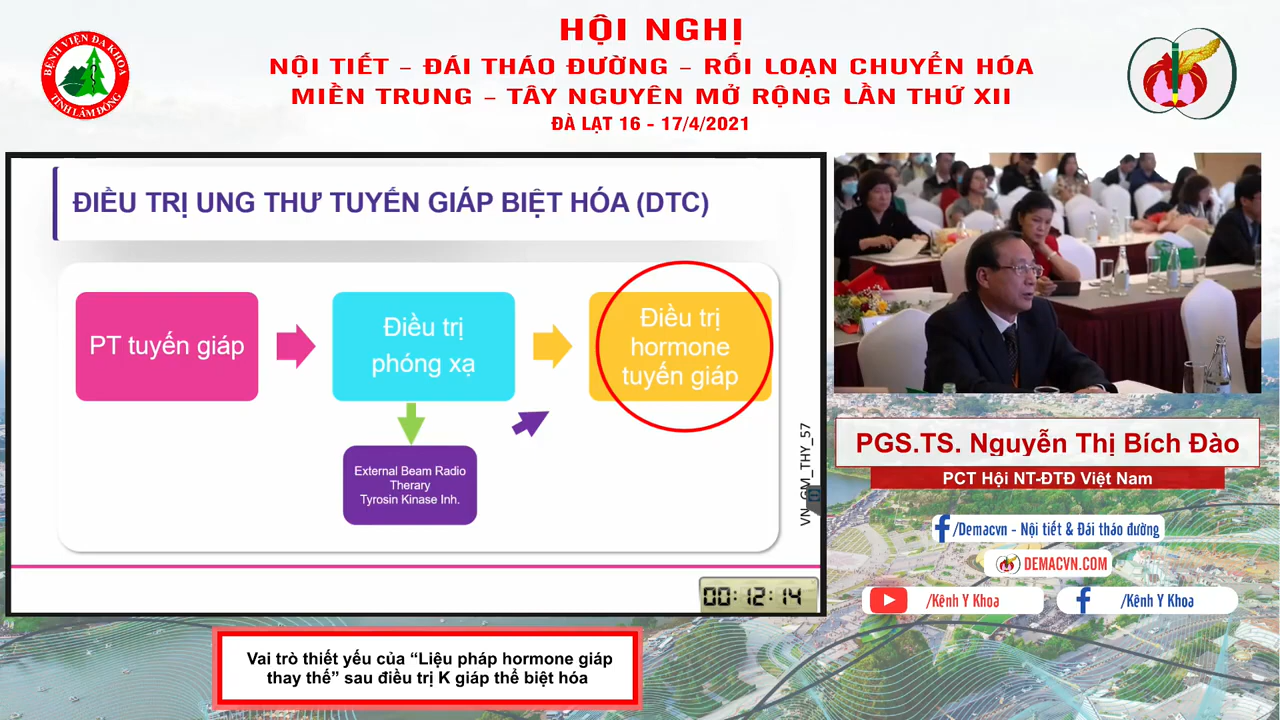 HỘI NGHỊ
NỘI TIẾT – ĐÁI THÁO ĐƯỜNG – RỐI LOẠN CHUYỂN HÓA
MIỀN TRUNG – TÂY NGUYÊN MỞ RỘNG LẦN THỨ XII
ĐÀ LẠT 16 - 17/4/2021
BỆNH VIỆN ĐA KHOA
TỈNH LÂM ĐỒNG
ĐIỀU TRỊ UNG THƯ TUYẾN GIÁP BIỆT HÓA (DTC)
PT tuyến giáp
Điều trị
phóng xạ
Điều trị
hormone
tuyến giáp
External Beam Radio
Therary
Tyrosin Kinase Inh.
VN_GM_THY_57
00:12:14
PGS.TS. Nguyễn Thị Bích Đào
PCT Hội NT-ĐTĐ Việt Nam
/Demacvn - Nội tiết & Đái tháo đường
DEMACVN.COM
/Kênh Y Khoa
/Kênh Y Khoa
Vai trò thiết yếu của “Liệu pháp hormone giáp
thay thế” sau điều trị K giáp thể biệt hóa